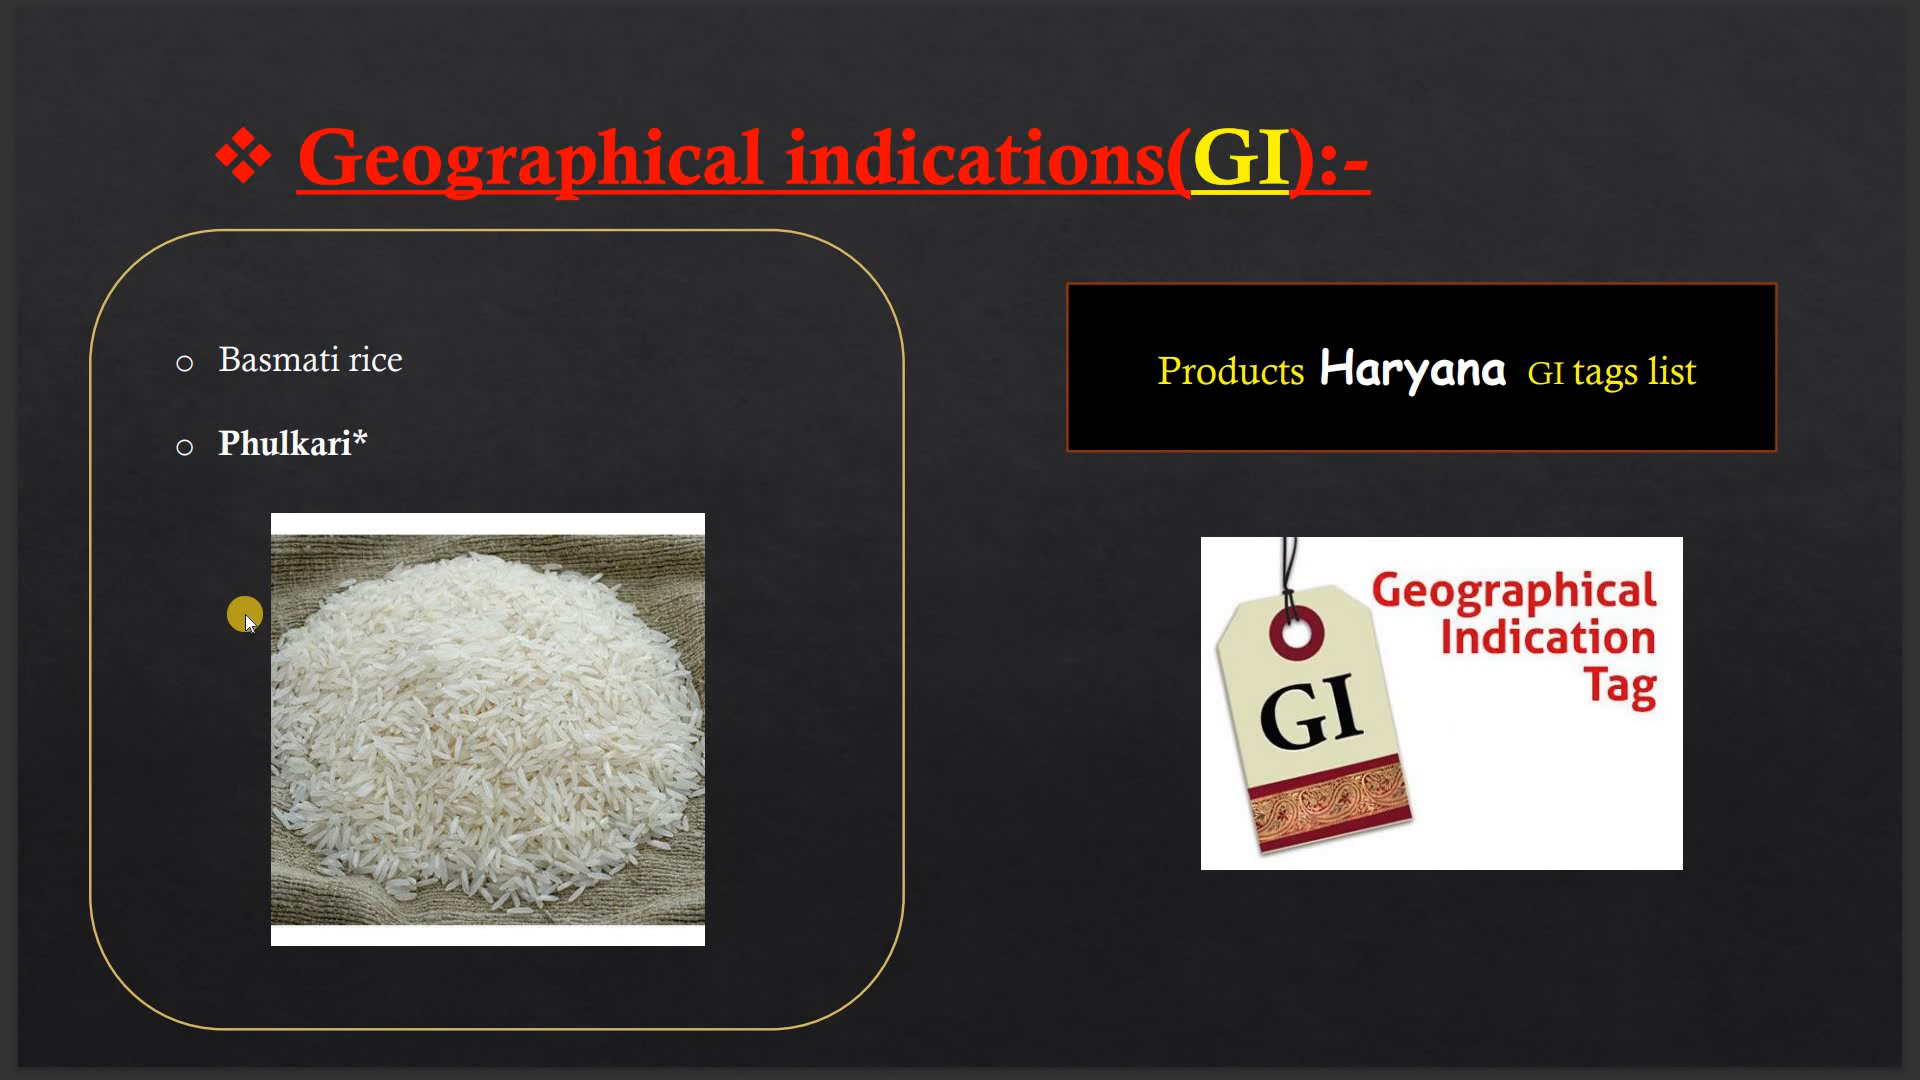 ❖ Geographical indications(GI):-
o Basmati rice
o Phulkari*
Products Haryana GI tags list
Geographical
Indication
Tag
GI